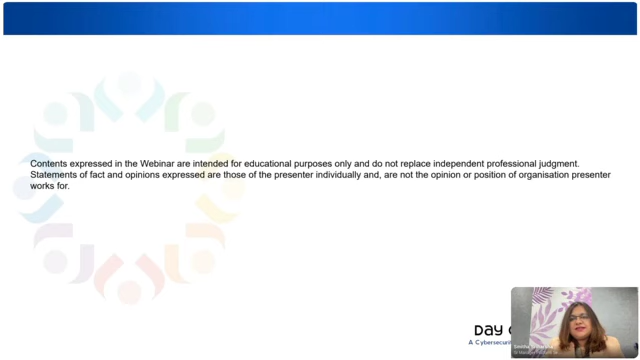 Contents expressed in the Webinar are intended for educational purposes only and do not replace independent professional judgment.
Statements of fact and opinions expressed are those of the presenter individually and, are not the opinion or position of organisation presenter
works for.
DAY
A Cybersecurit